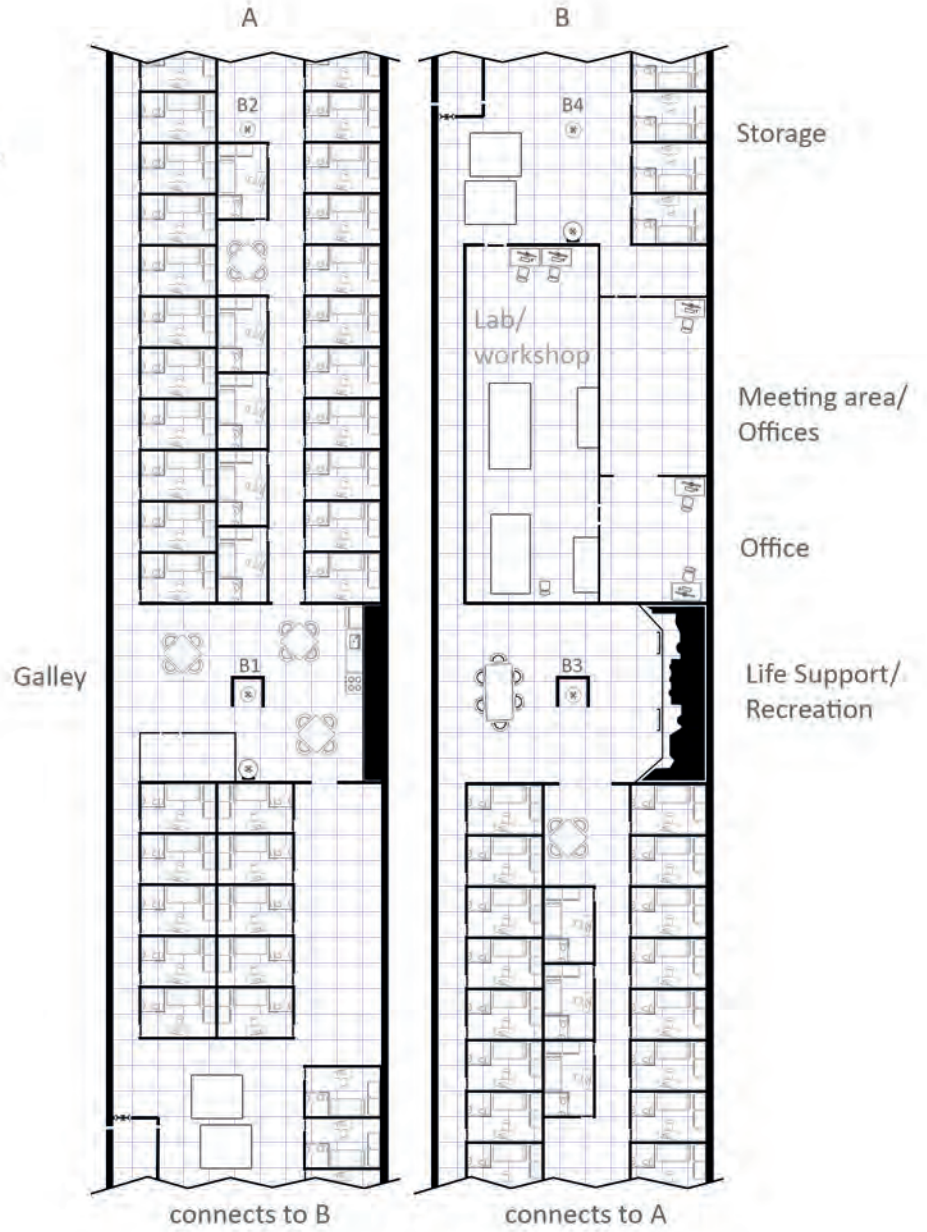 A
B
B2
B4
Storage
Lab/
workshop
Meeting area/
Offices
Office
Galley
B1
B3
Life Support/
Recreation
connects to B
connects to A